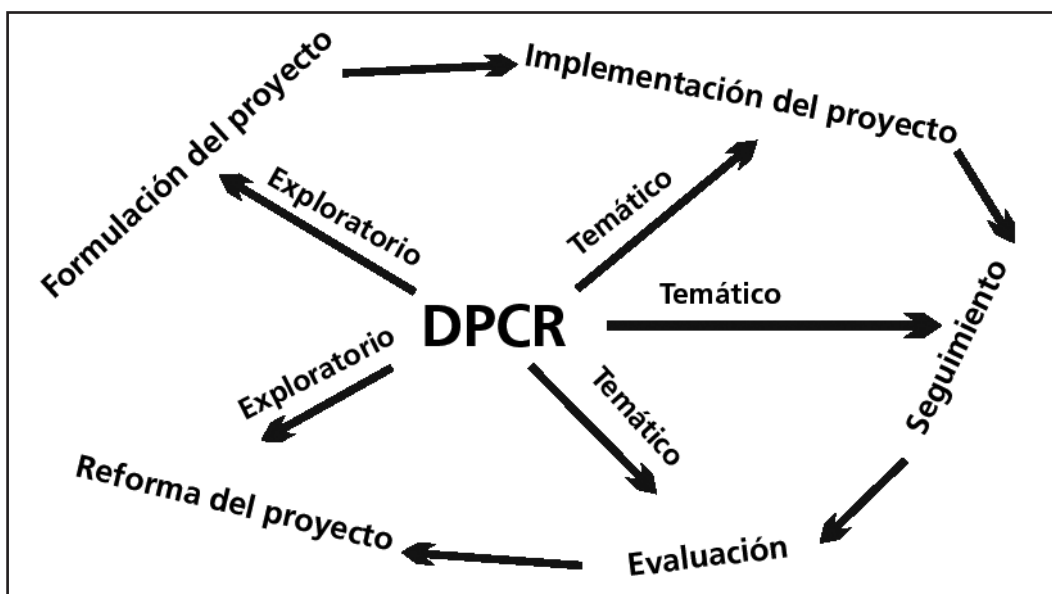 Formulación del proyecto
Implementación del proyecto
Exploratorio
Temático
DPCR
Temático
Seguimiento
Exploratorio
Temático
Reforma del proyecto
Evaluación